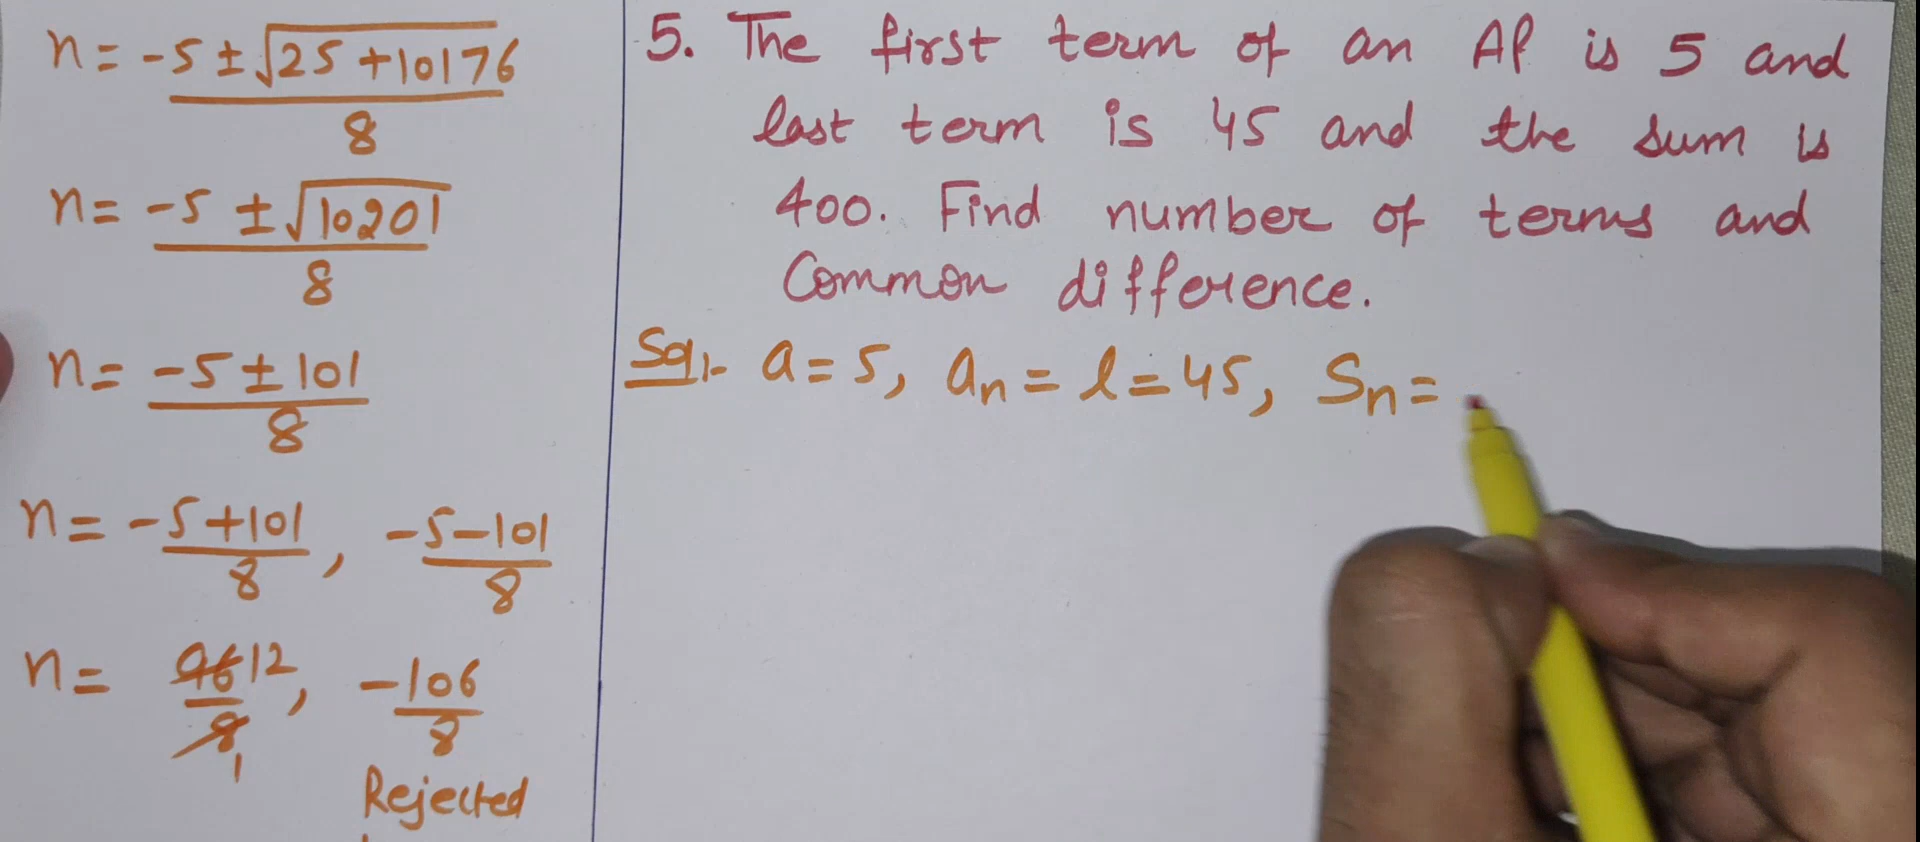 n = -5 ± √25 + 10176
8
n = -5 ± √10201
8
n = -5 ± 101
8
n = -5 + 101 , -5 - 101
8 8
n = 96 12 , -106
8 1 8
Rejected
5. The first term of an AP is 5 and
last term is 45 and the sum is
400. Find number of terms and
Common difference.
Sol:- a = 5, an = l = 45, Sn =